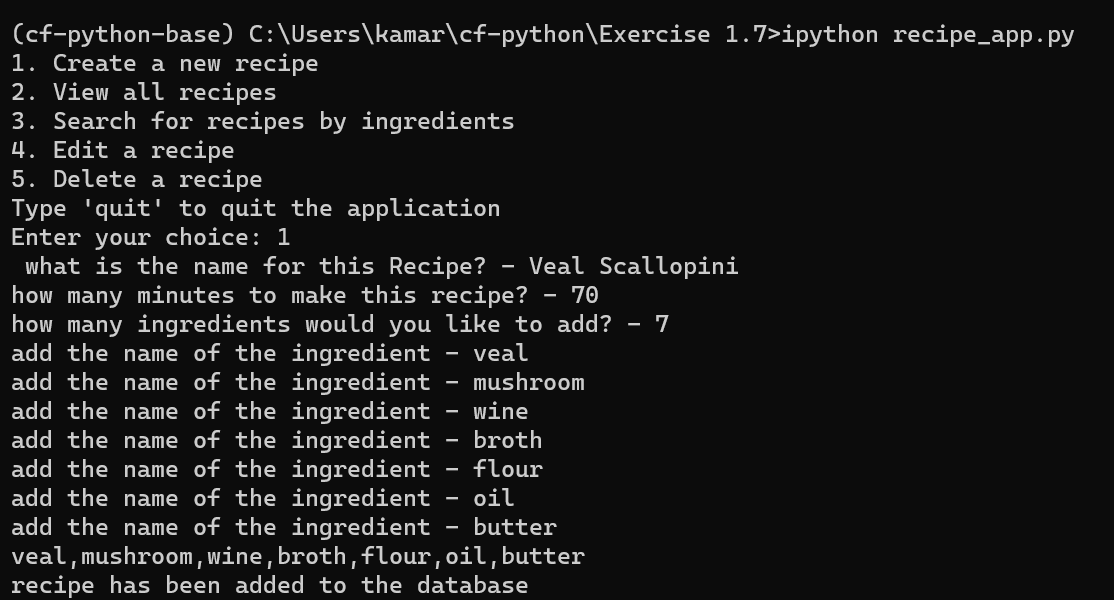 (cf-python-base) C:\Users\kamar\cf-python\Exercise 1.7>ipython recipe_app.py
1. Create a new recipe
2. View all recipes
3. Search for recipes by ingredients
4. Edit a recipe
5. Delete a recipe
Type 'quit' to quit the application
Enter your choice: 1
 what is the name for this Recipe? - Veal Scallopini
how many minutes to make this recipe? - 70
how many ingredients would you like to add? - 7
add the name of the ingredient - veal
add the name of the ingredient - mushroom
add the name of the ingredient - wine
add the name of the ingredient - broth
add the name of the ingredient - flour
add the name of the ingredient - oil
add the name of the ingredient - butter
veal,mushroom,wine,broth,flour,oil,butter
recipe has been added to the database